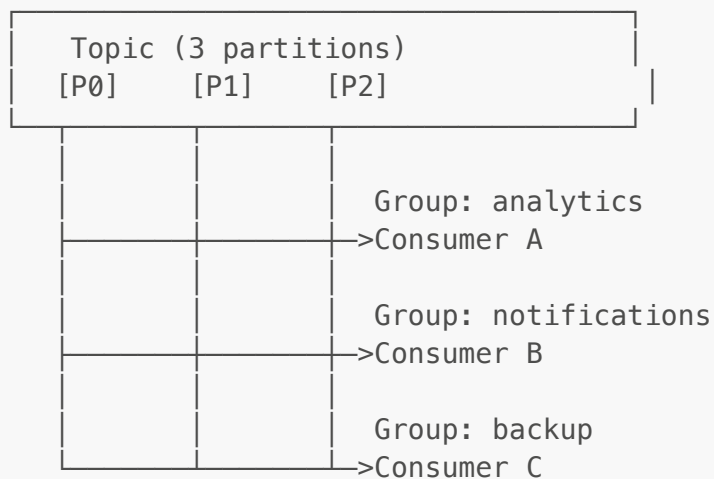 Topic (3 partitions)
[P0] [P1] [P2]
Group: analytics
>Consumer A
Group: notifications
>Consumer B
Group: backup
>Consumer C